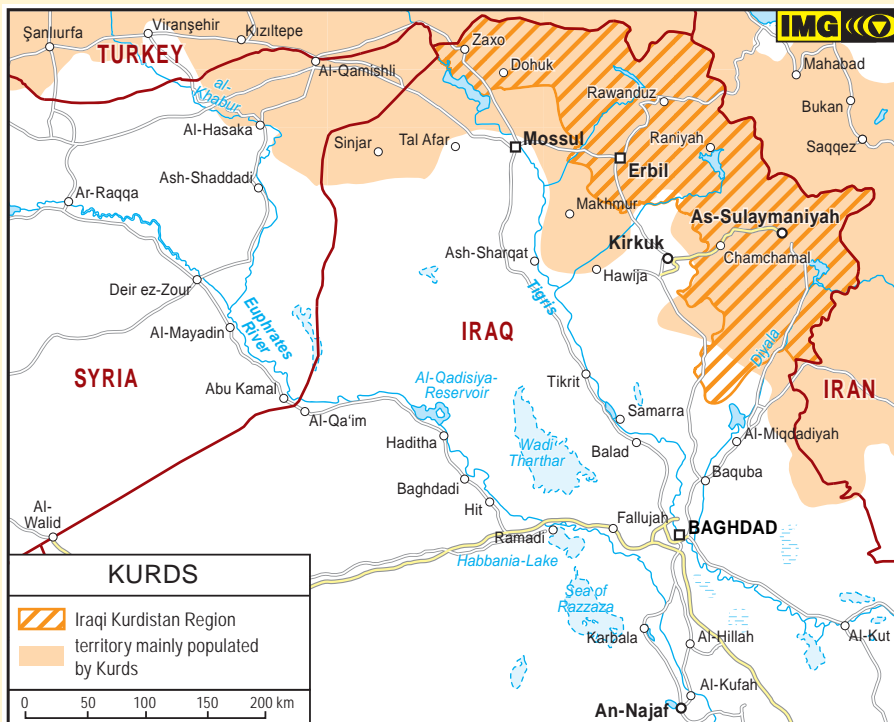 IMG
Şanlıurfa
Viranşehir
Kızıltepe
TURKEY
Al-Qamishli
Zaxo
Dohuk
Mahabad
al-
Khabur
Rawanduz
Bukan
Al-Hasaka
Sinjar
Tal Afar
Mossul
Raniyah
Saqqez
Erbil
Ash-Shaddadi
Ar-Raqqa
Makhmur
As-Sulaymaniyah
Kirkuk
Chamchamal
Ash-Sharqat
Hawija
Deir ez-Zour
Tigris
Euphrates
River
Al-Mayadin
IRAQ
Diyala
SYRIA
Al-Qadisiya-
Reservoir
Tikrit
IRAN
Abu Kamal
Al-Qa'im
Samarra
Haditha
Wadi
Tharthar
Balad
Al-Miqdadiyah
Baghdadi
Baquba
Hit
Al-
Walid
Ramadi
Fallujah
BAGHDAD
Habbania-Lake
Sea of
Razzaza
Karbala
Al-Hillah
Al-Kut
Al-Kufah
An-Najaf
KURDS
Iraqi Kurdistan Region
territory mainly populated
by Kurds
0 50 100 150 200 km